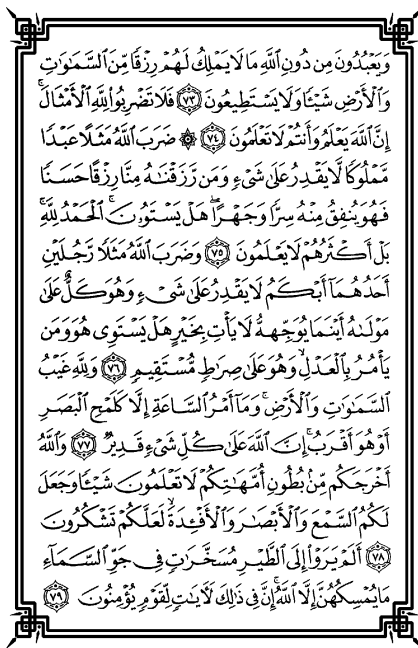 وَيَعْبُدُونَ مِن دُونِ ٱللَّهِ مَا لَا يَمْلِكُ لَهُمْ رِزْقًا مِّنَ ٱلسَّمَٰوَٰتِ
وَٱلْأَرْضِ شَيْـًٔا وَلَا يَسْتَطِيعُونَ ٧٣ فَلَا تَضْرِبُوا۟ لِلَّهِ ٱلْأَمْثَالَ ۚ
إِنَّ ٱللَّهَ يَعْلَمُ وَأَنتُمْ لَا تَعْلَمُونَ ٧٤ ۞ ضَرَبَ ٱللَّهُ مَثَلًا عَبْدًا
مَّمْلُوكًا لَّا يَقْدِرُ عَلَىٰ شَىْءٍ وَمَن رَّزَقْنَٰهُ مِنَّا رِزْقًا حَسَنًا
فَهُوَ يُنفِقُ مِنْهُ سِرًّا وَجَهْرًا ۖ هَلْ يَسْتَوُۥنَ ۚ ٱلْحَمْدُ لِلَّهِ ۚ
بَلْ أَكْثَرُهُمْ لَا يَعْلَمُونَ ٧٥ وَضَرَبَ ٱللَّهُ مَثَلًا رَّجُلَيْنِ
أَحَدُهُمَآ أَبْكَمُ لَا يَقْدِرُ عَلَىٰ شَىْءٍ وَهُوَ كَلٌّ عَلَىٰ
مَوْلَىٰهُ أَيْنَمَا يُوَجِّههُّ لَا يَأْتِ بِخَيْرٍ ۖ هَلْ يَسْتَوِى هُوَ وَمَن
يَأْمُرُ بِٱلْعَدْلِ ۙ وَهُوَ عَلَىٰ صِرَٰطٍ مُّسْتَقِيمٍ ٧٦ وَلِلَّهِ غَيْبُ
ٱلسَّمَٰوَٰتِ وَٱلْأَرْضِ ۚ وَمَآ أَمْرُ ٱلسَّاعَةِ إِلَّا كَلَمْحِ ٱلْبَصَرِ
أَوْ هُوَ أَقْرَبُ ۚ إِنَّ ٱللَّهَ عَلَىٰ كُلِّ شَىْءٍ قَدِيرٌ ٧٧ وَٱللَّهُ
أَخْرَجَكُم مِّنۢ بُطُونِ أُمَّهَٰتِكُمْ لَا تَعْلَمُونَ شَيْـًٔا وَجَعَلَ
لَكُمُ ٱلسَّمْعَ وَٱلْأَبْصَٰرَ وَٱلْأَفْـِٔدَةَ ۙ لَعَلَّكُمْ تَشْكُرُونَ
٧٨ أَلَمْ يَرَوْا۟ إِلَى ٱلطَّيْرِ مُسَخَّرَٰتٍ فِى جَوِّ ٱلسَّمَآءِ
مَا يُمْسِكُهُنَّ إِلَّا ٱللَّهُ ۗ إِنَّ فِى ذَٰلِكَ لَءَايَٰتٍ لِّقَوْمٍ يُؤْمِنُونَ ٧٩